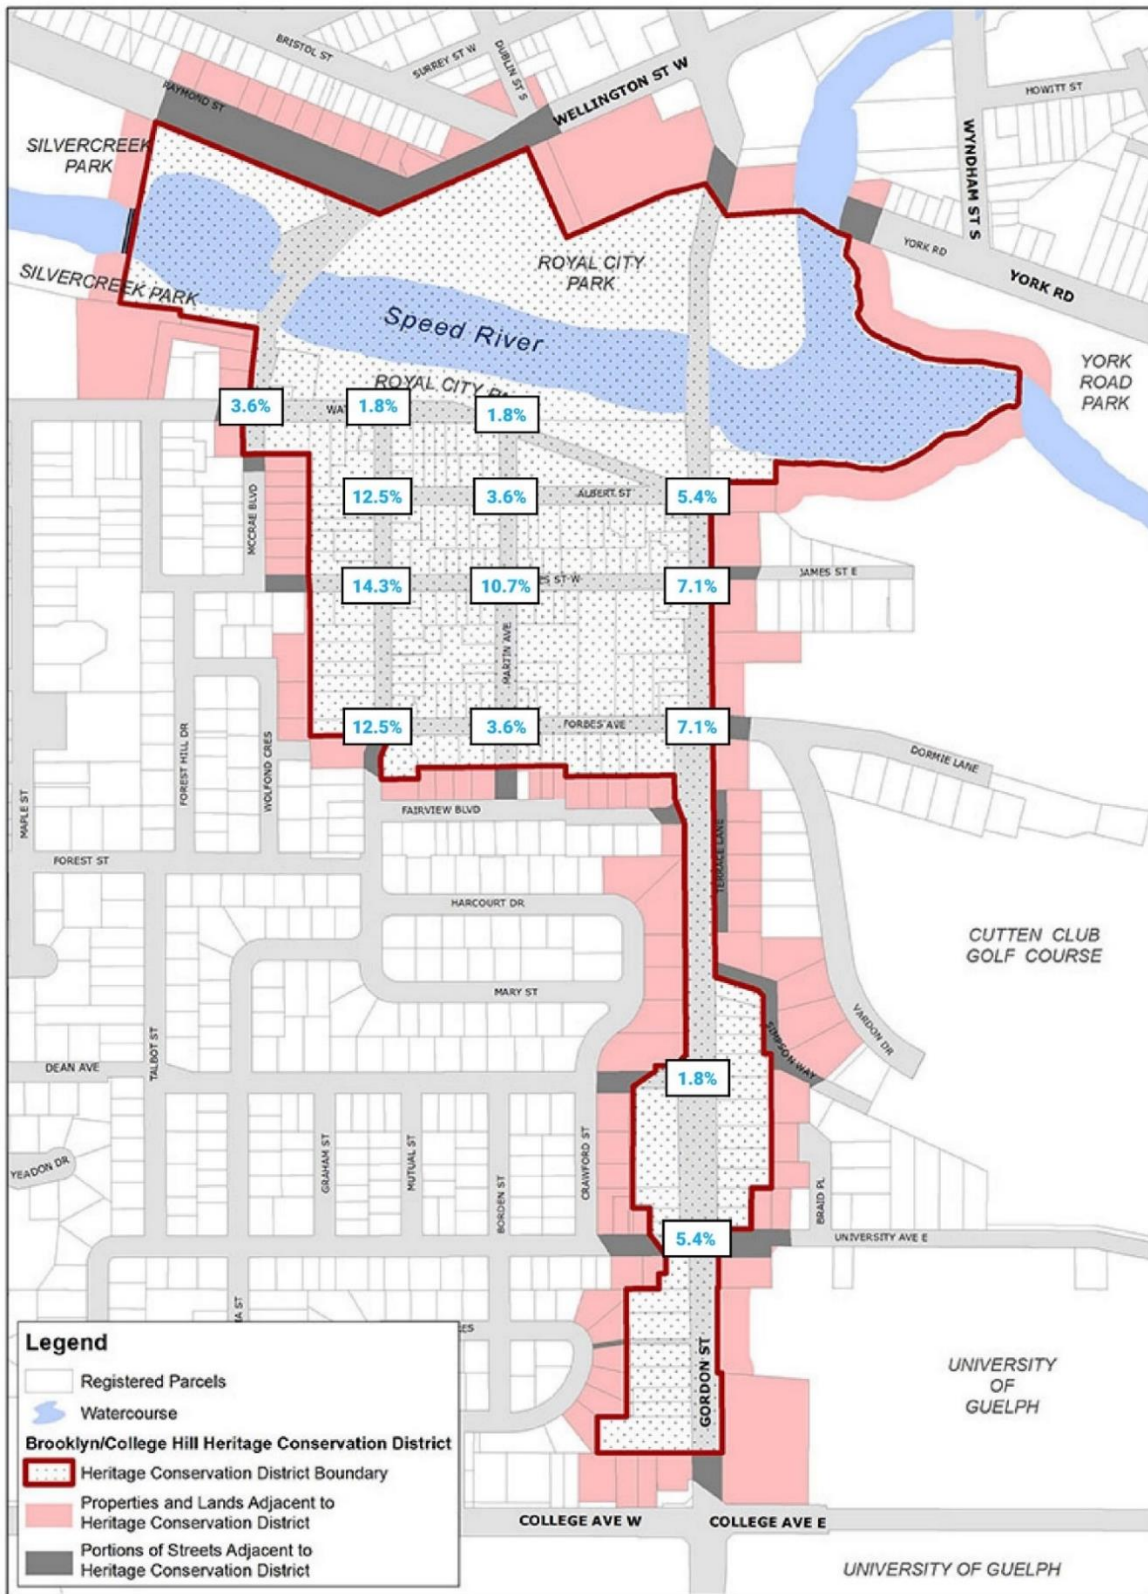 BRISTOL ST
SURREY ST W
DUBLIN ST S
WELLINGTON ST W
RAYMOND ST
HOWITT ST
WYNDHAM ST S
SILVERCREEK
PARK
YORK RD
YORK RD
ROYAL CITY
PARK
SILVERCREEK PARK
Speed River
YORK
ROAD
PARK
ROYAL CITY
3.6%
1.8%
1.8%
12.5%
3.6%
ALBERT ST
5.4%
MCCRAE BLVD
14.3%
10.7%
ST W
7.1%
JAMES ST E
MARTIN AVE
12.5%
3.6%
FORBES AVE
7.1%
DORMIE LANE
FOREST HILL DR
WOLFOND CRES
MAPLE ST
FAIRVIEW BLVD
TERRACE LANE
FOREST ST
HARCOURT DR
CUTTEN CLUB
GOLF COURSE
MARY ST
VARDON DR
SIMPSON WAY
TALBOT ST
DEAN AVE
1.8%
YEADON DR
GRAHAM ST
MUTUAL ST
BORDEN ST
CRAWFORD ST
BRAID PL
5.4%
UNIVERSITY AVE E
GORDON ST
UNIVERSITY
OF
GUELPH
Legend
Registered Parcels
Watercourse
Brooklyn/College Hill Heritage Conservation District
Heritage Conservation District Boundary
Properties and Lands Adjacent to
Heritage Conservation District
Portions of Streets Adjacent to
Heritage Conservation District
COLLEGE AVE W
COLLEGE AVE E
UNIVERSITY OF GUELPH